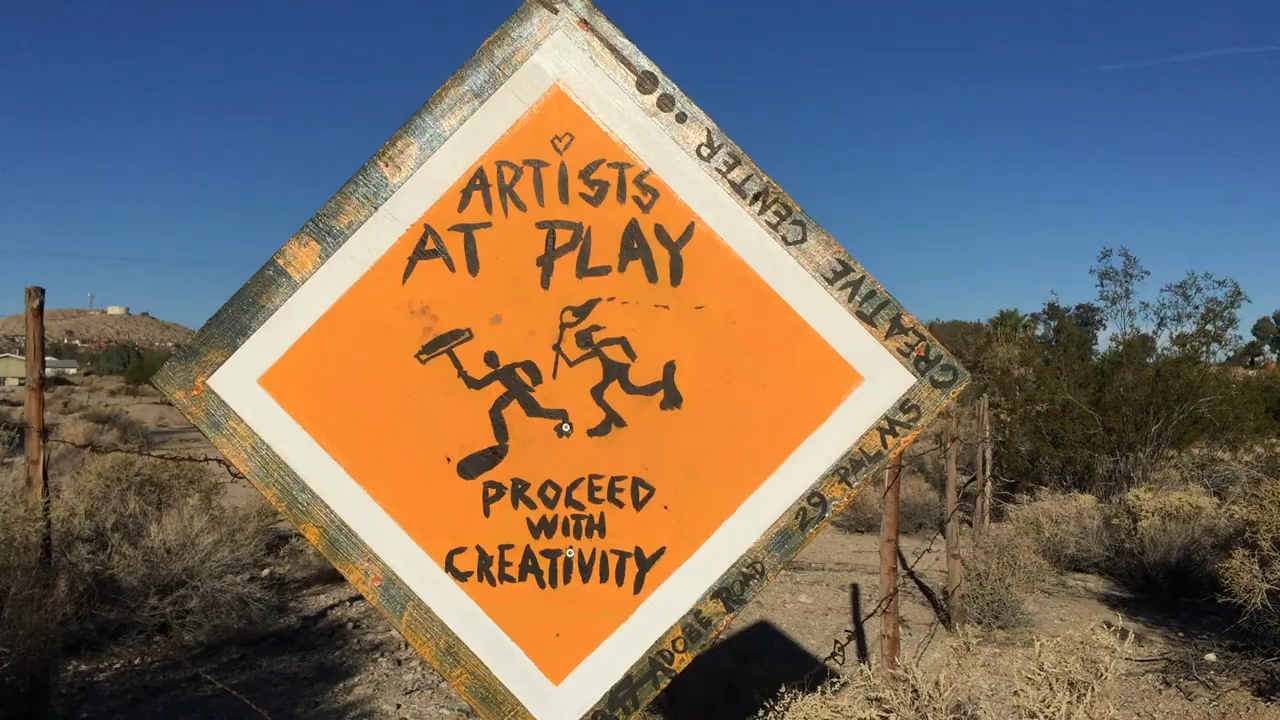 ARTiSTS
AT PLAY
PROCEED
WITH
CREATiVITY
29 PALMS CREATIVE CENTER
ADOBE ROAD